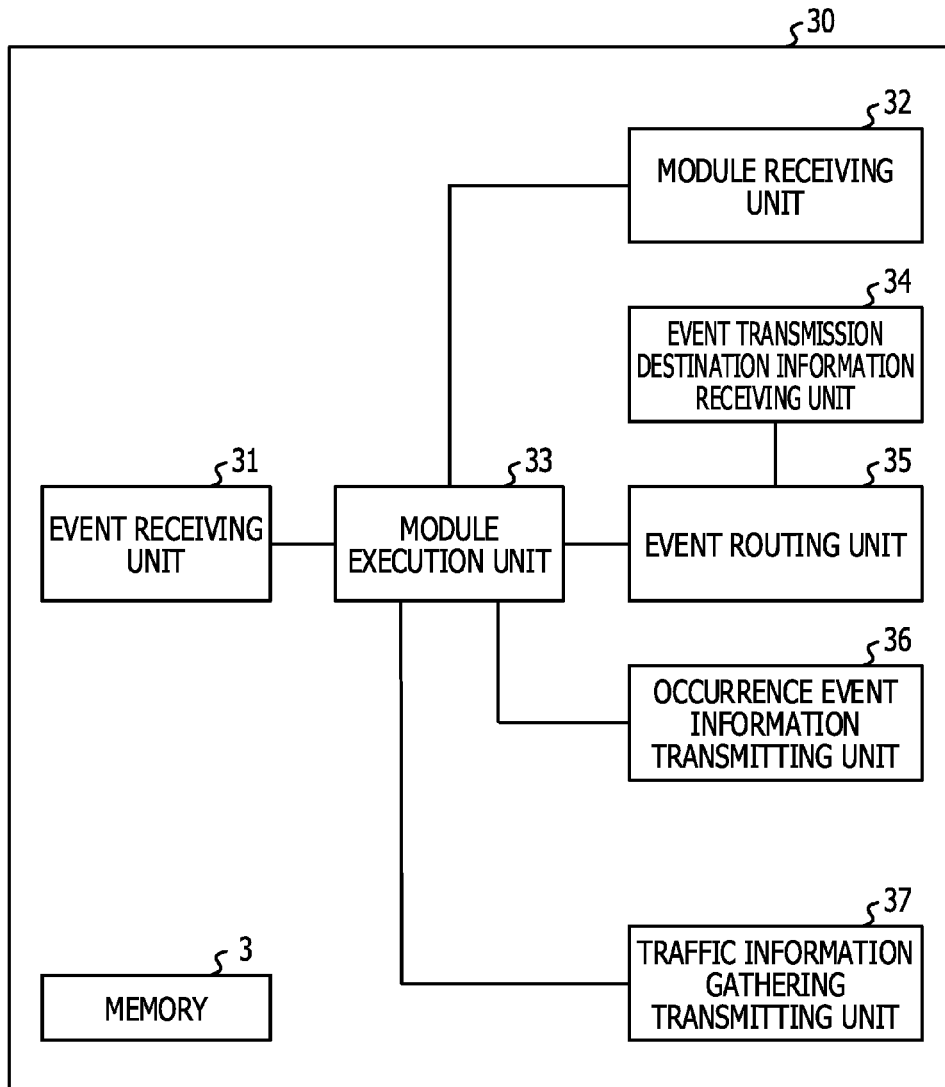 30
32
MODULE RECEIVING
UNIT
34
EVENT TRANSMISSION
DESTINATION INFORMATION
RECEIVING UNIT
31
EVENT RECEIVING
UNIT
33
MODULE
EXECUTION UNIT
35
EVENT ROUTING UNIT
36
OCCURRENCE EVENT
INFORMATION
TRANSMITTING UNIT
37
TRAFFIC INFORMATION
GATHERING
TRANSMITTING UNIT
3
MEMORY